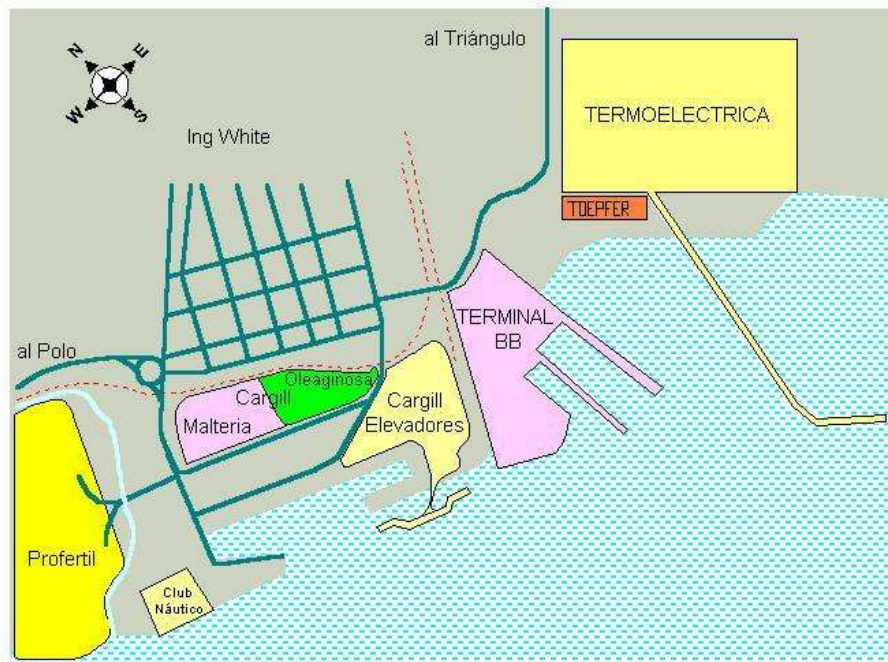 al Triángulo
N
E
W
S
TERMOELECTRICA
Ing White
TOEPFER
TERMINAL
BB
al Polo
Oleaginosa
Cargill
Malteria
Cargill
Elevadores
Profertil
Club
Náutico